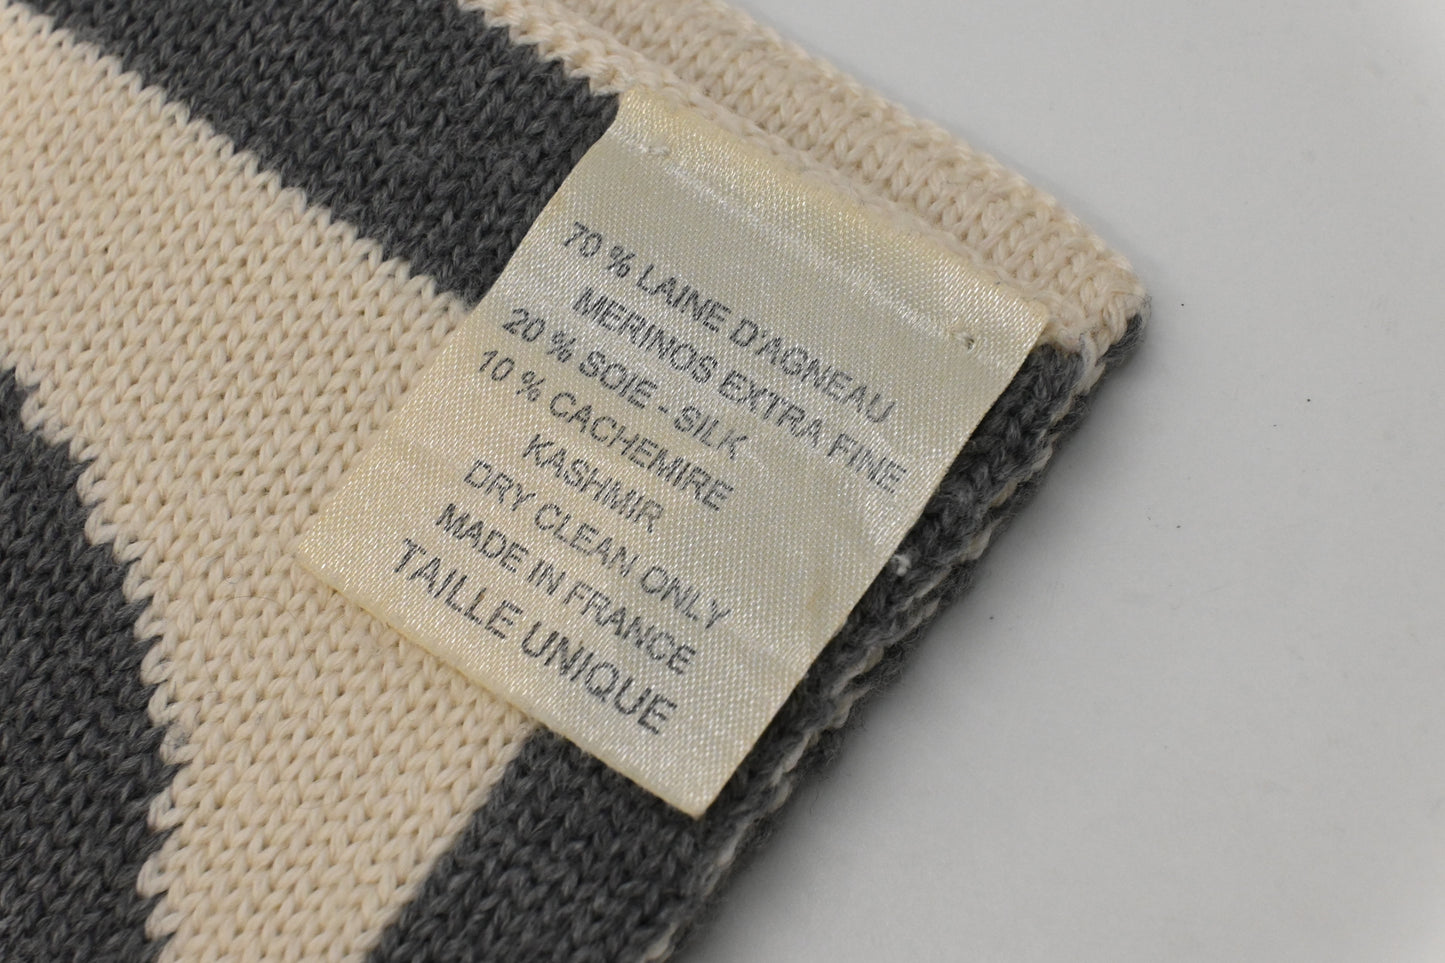 70 % LAINE D'AGNEAU
MERINOS EXTRA FINE
20 % SOIE - SILK
10 % CACHEMIRE
KASHMIR
DRY CLEAN ONLY
MADE IN FRANCE
TAILLE UNIQUE